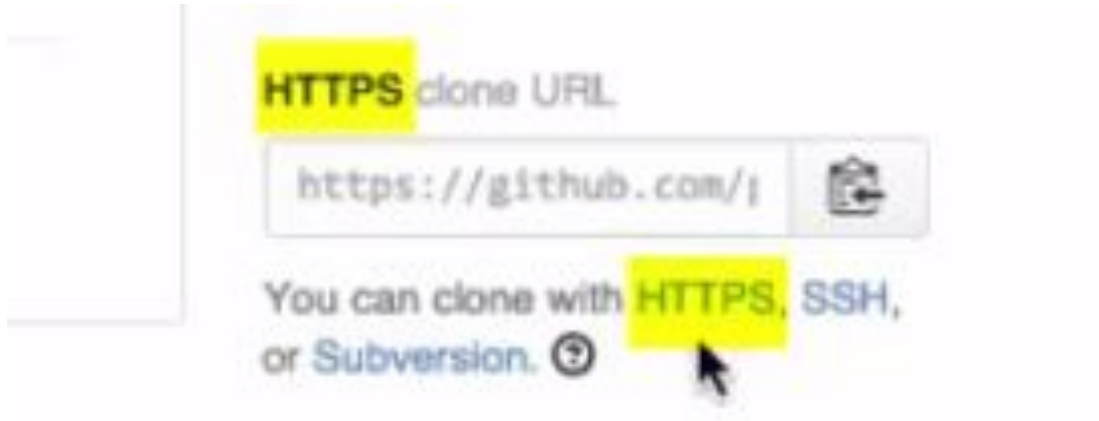 HTTPS clone URL
https://github.com/
You can clone with HTTPS, SSH,
or Subversion.